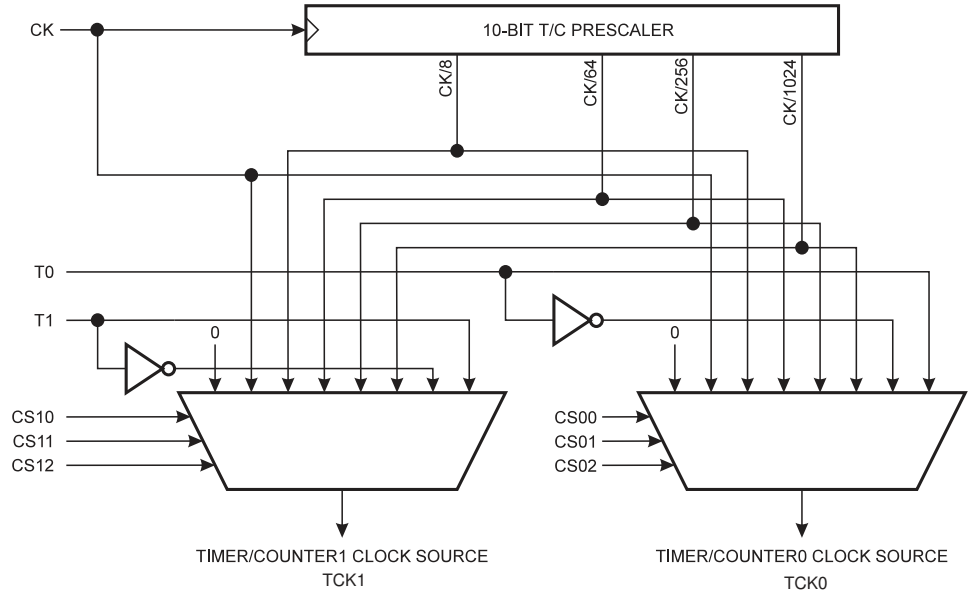 CK
10-BIT T/C PRESCALER
CK/8
CK/64
CK/256
CK/1024
T0
T1
0
0
CS10
CS11
CS12
CS00
CS01
CS02
TIMER/COUNTER1 CLOCK SOURCE
TCK1
TIMER/COUNTER0 CLOCK SOURCE
TCK0